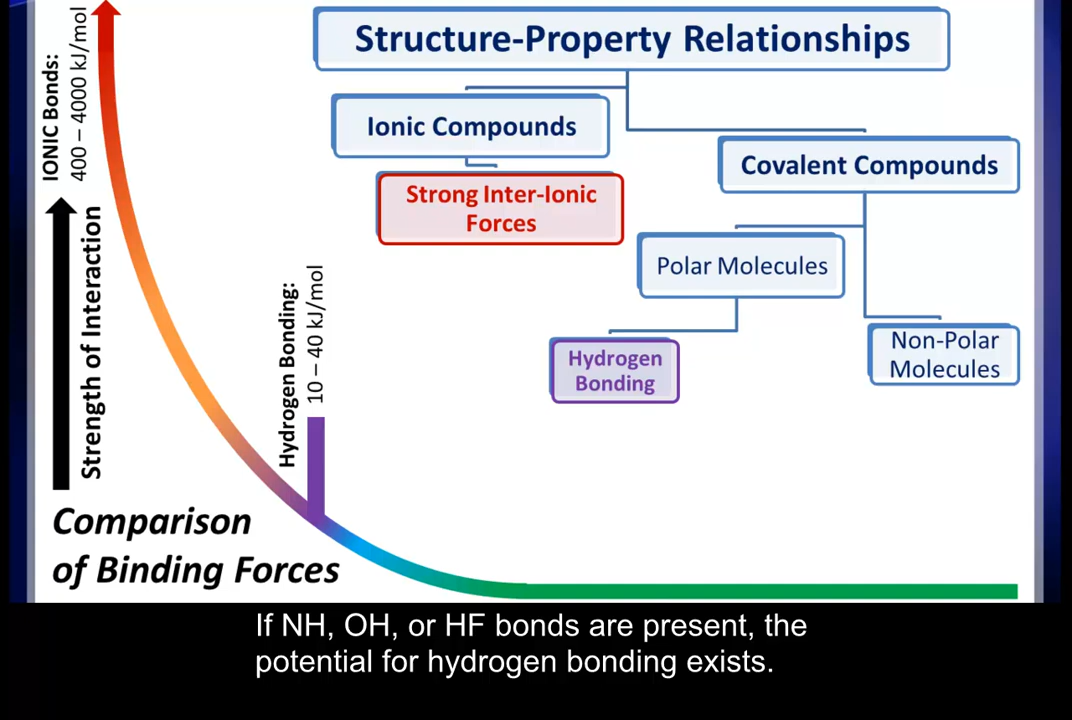 Structure-Property Relationships
Ionic Compounds
Strong Inter-Ionic
Forces
Covalent Compounds
Polar Molecules
Hydrogen
Bonding
Non-Polar
Molecules
IONIC Bonds:
400 – 4000 kJ/mol
Strength of Interaction
Hydrogen Bonding:
10 – 40 kJ/mol
Comparison
of Binding Forces
If NH, OH, or HF bonds are present, the
potential for hydrogen bonding exists.